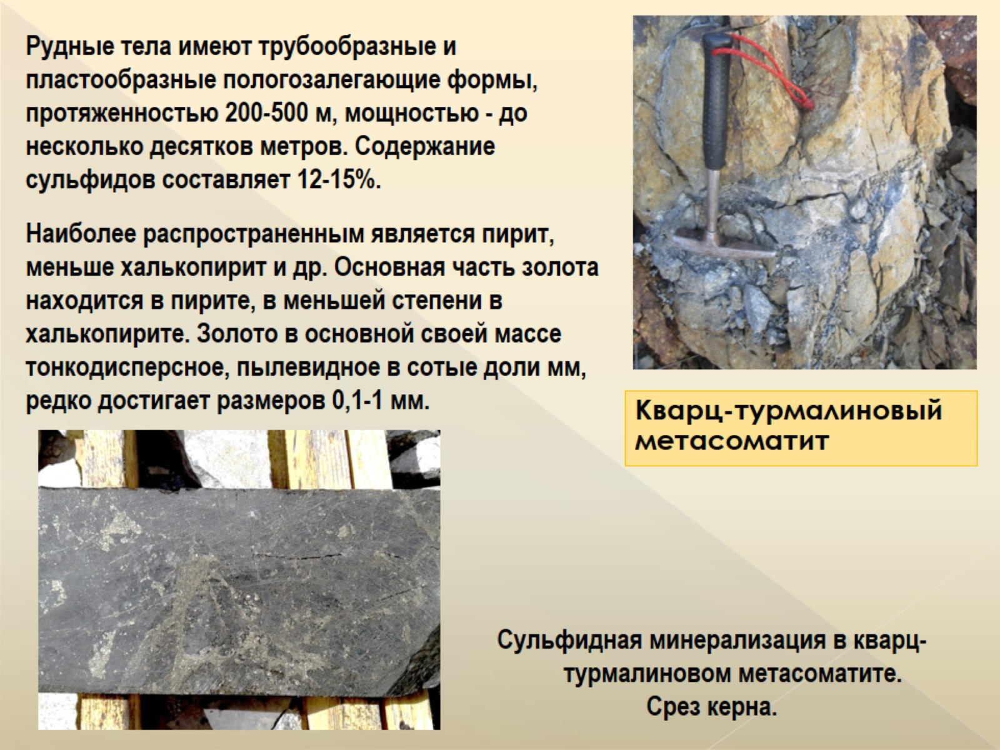 Рудные тела имеют трубообразные и
пластообразные пологозалегающие формы,
протяженностью 200-500 м, мощностью - до
несколько десятков метров. Содержание
сульфидов составляет 12-15%.
Наиболее распространенным является пирит,
меньше халькопирит и др. Основная часть золота
находится в пирите, в меньшей степени в
халькопирите. Золото в основной своей массе
тонкодисперсное, пылевидное в сотые доли мм,
редко достигает размеров 0,1-1 мм.
Кварц-турмалиновый
метасоматит
Сульфидная минерализация в кварц-
турмалиновом метасоматите.
Срез керна.